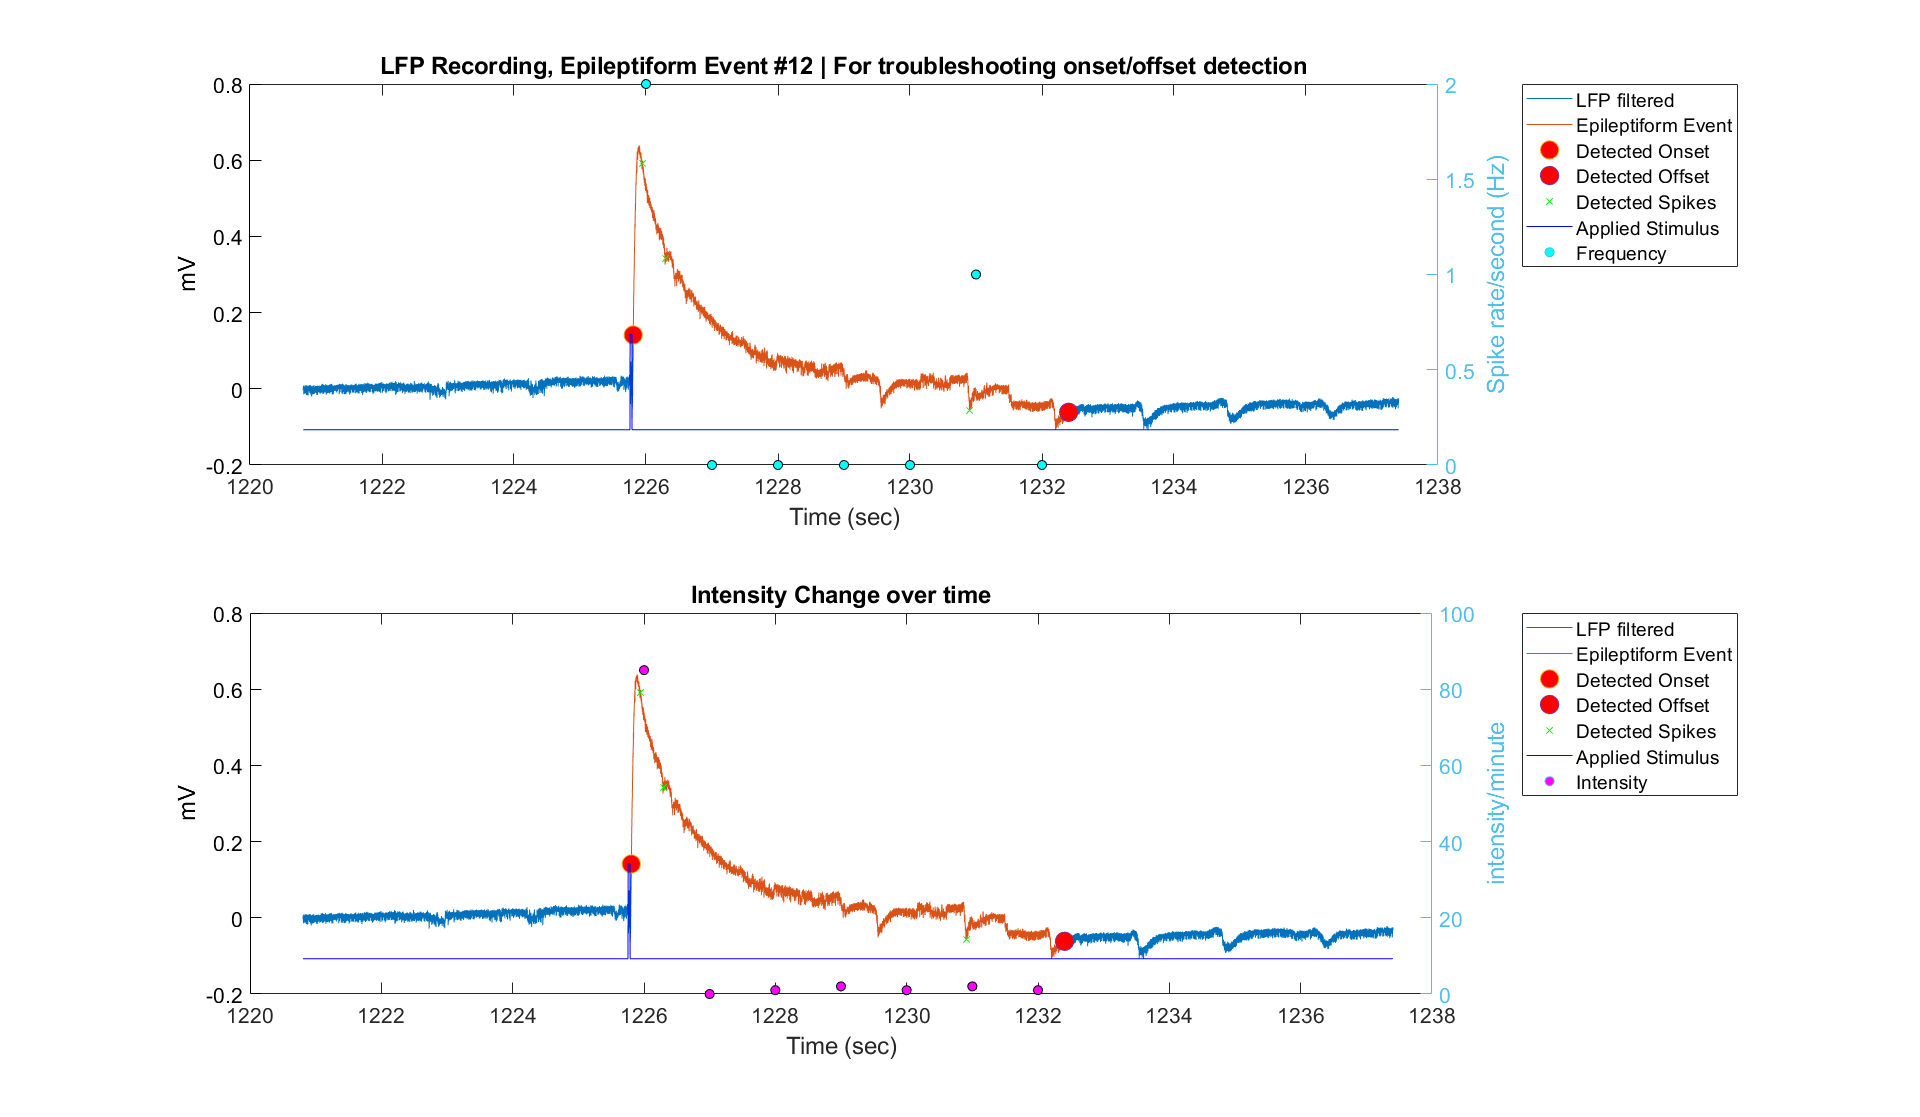 LFP Recording, Epileptiform Event #12 | For troubleshooting onset/offset detection
0.8
0.6
0.4
0.2
0
-0.2
mV
1220 1222 1224 1226 1228 1230 1232 1234 1236 1238
Time (sec)
2
1.5
1
0.5
0
Spike rate/second (Hz)
LFP filtered
Epileptiform Event
Detected Onset
Detected Offset
Detected Spikes
Applied Stimulus
Frequency
Intensity Change over time
0.8
0.6
0.4
0.2
0
-0.2
mV
1220 1222 1224 1226 1228 1230 1232 1234 1236 1238
Time (sec)
100
80
60
40
20
0
intensity/minute
LFP filtered
Epileptiform Event
Detected Onset
Detected Offset
Detected Spikes
Applied Stimulus
Intensity